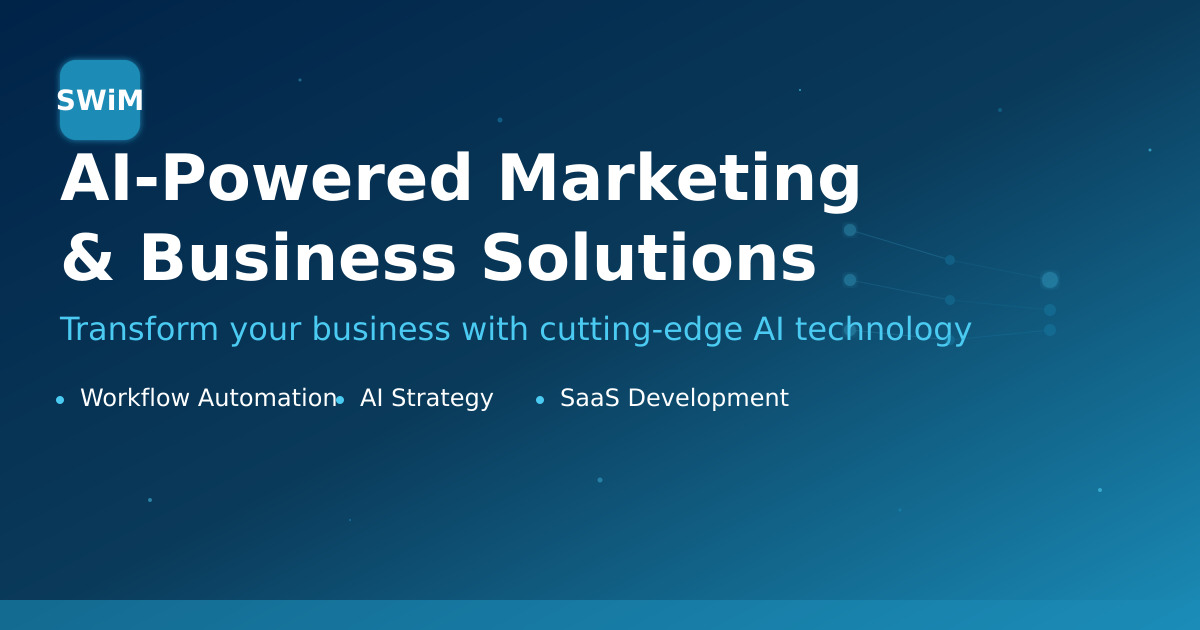 SWiM
AI-Powered Marketing
& Business Solutions
Transform your business with cutting-edge AI technology
• Workflow Automation • AI Strategy • SaaS Development